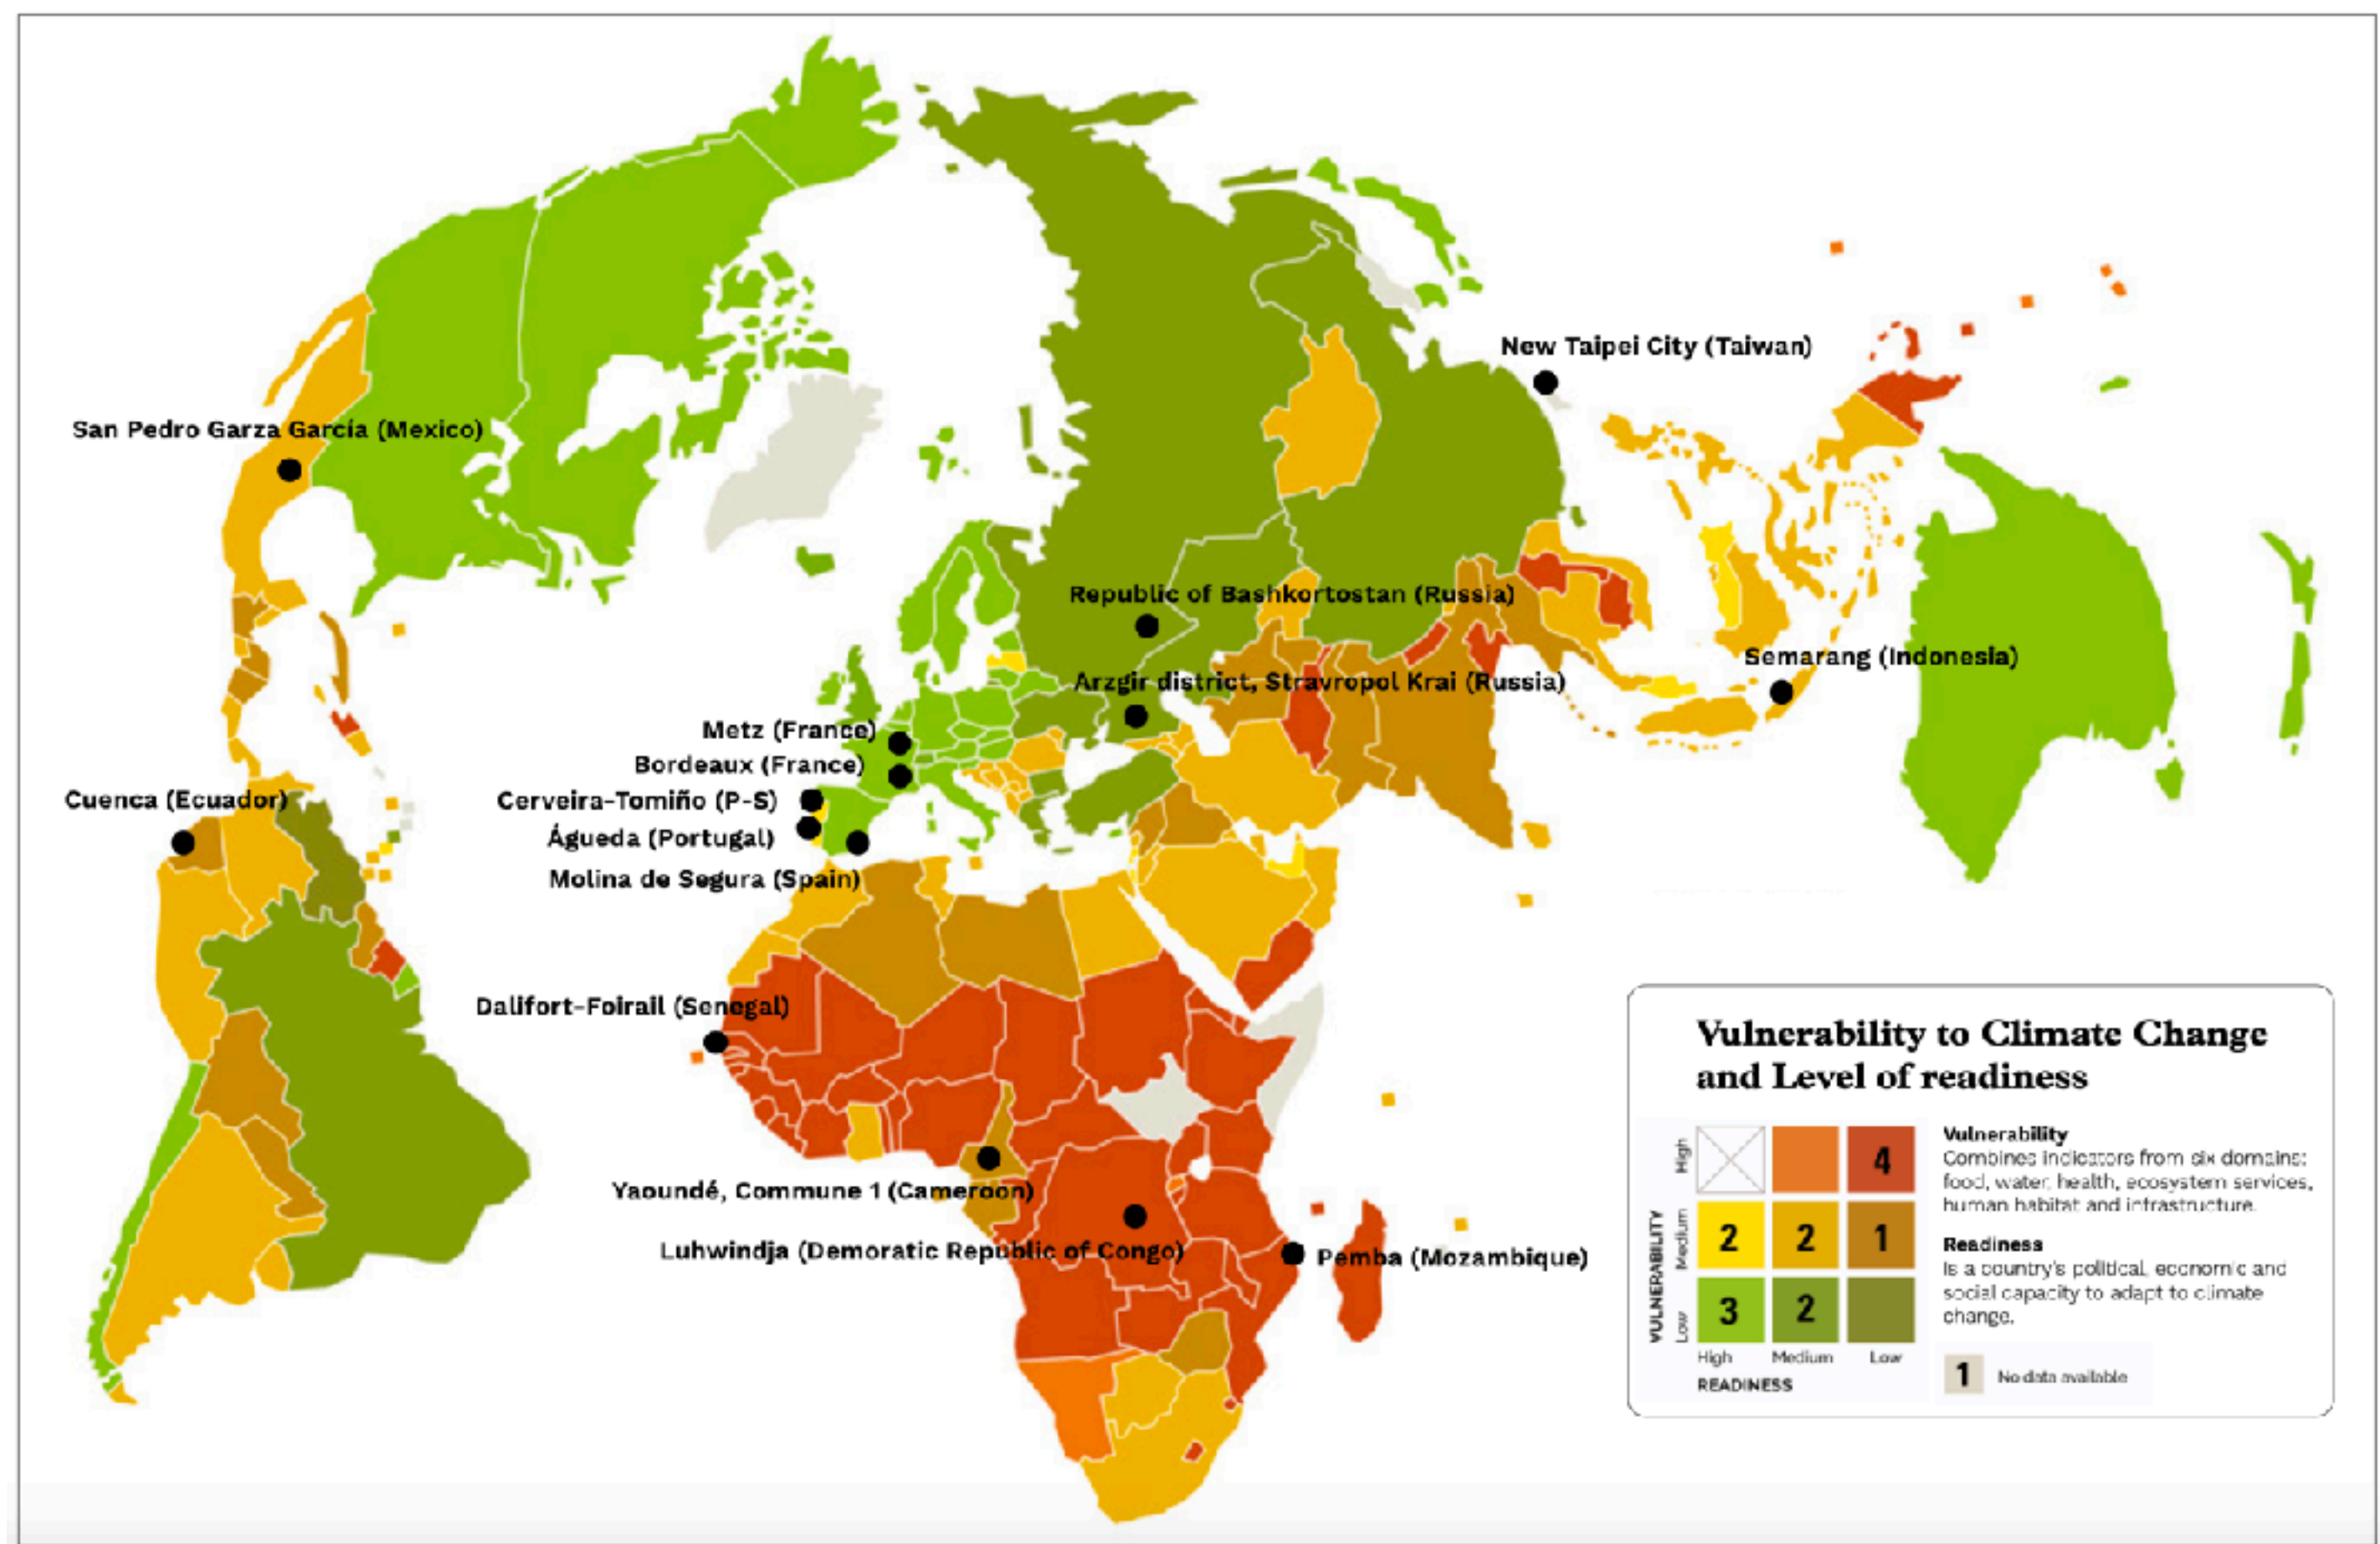 New Taipei City (Taiwan)
San Pedro Garza García (Mexico)
Republic of Bashkortostan (Russia)
Semarang (Indonesia)
Arzgir district, Stravropol Krai (Russia)
Metz (France)
Bordeaux (France)
Cuenca (Ecuador)
Cerveira-Tomiño (P-S)
Águeda (Portugal)
Molina de Segura (Spain)
Dalifort-Foirail (Senegal)
Yaoundé, Commune 1 (Cameroon)
Luhwindja (Demoratic Republic of Congo)
Pemba (Mozambique)
Vulnerability to Climate Change
and Level of readiness
VULNERABILITY
High
4
Medium
2 2 1
Low
3 2
High Medium Low
READINESS
Vulnerability
Combines indicators from six domains:
food, water, health, ecosystem services,
human habitat and infrastructure.
Readiness
Is a country's political, economic and
social capacity to adapt to climate
change.
1 No data available